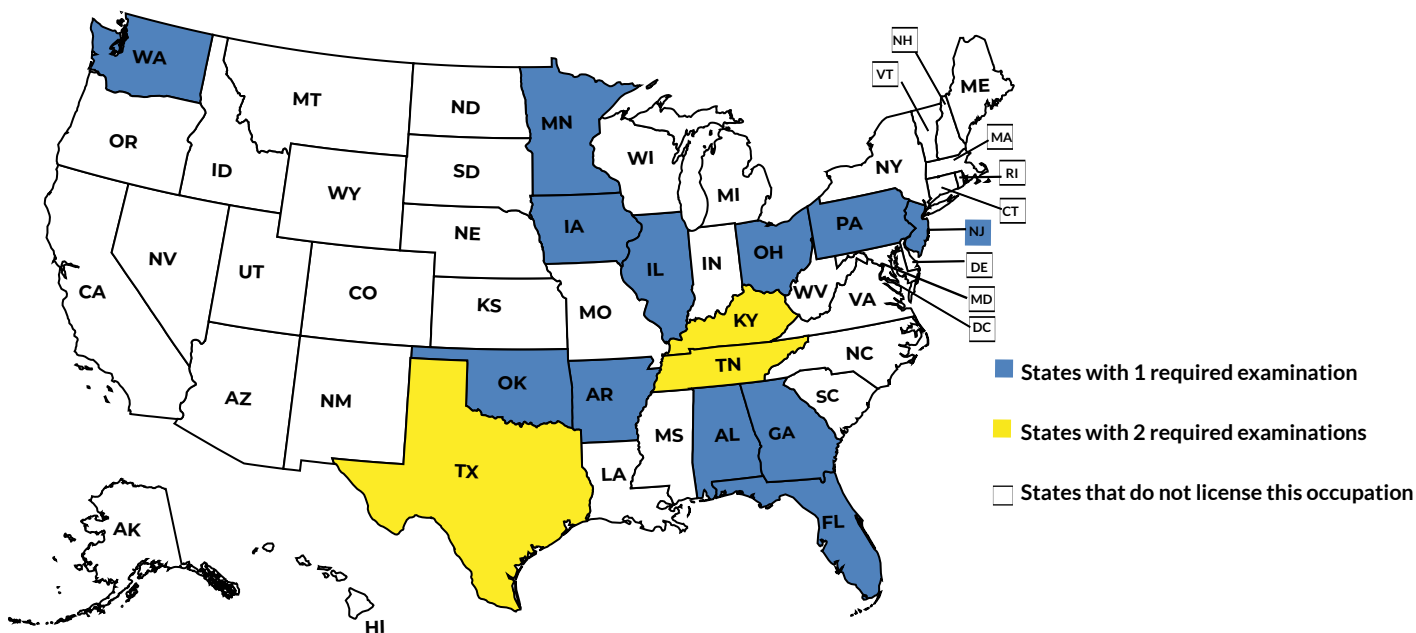 WA
MT
ND
MN
OR
ID
WY
SD
WI
MI
NY
ME
NH
VT
MA
RI
CT
NJ
DE
MD
DC
PA
NE
IA
IL
IN
OH
WV
VA
NV
UT
CO
KS
MO
KY
CA
AZ
NM
OK
AR
TN
NC
SC
MS
AL
GA
TX
LA
FL
AK
HI
States with 1 required examination
States with 2 required examinations
States that do not license this occupation